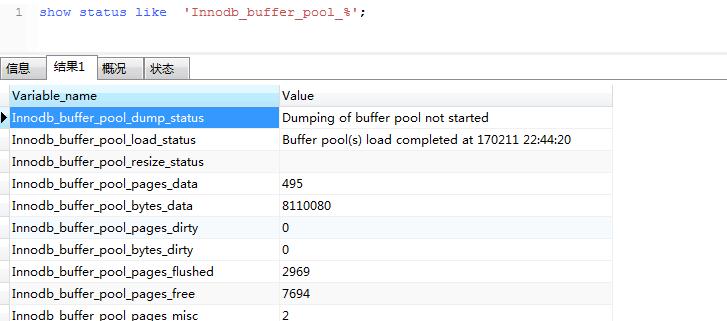 1 show status like 'Innodb_buffer_pool_%';
信息 结果1 概况 状态
Variable_name Value
Innodb_buffer_pool_dump_status Dumping of buffer pool not started
Innodb_buffer_pool_load_status Buffer pool(s) load completed at 170211 22:44:20
Innodb_buffer_pool_resize_status
Innodb_buffer_pool_pages_data 495
Innodb_buffer_pool_bytes_data 8110080
Innodb_buffer_pool_pages_dirty 0
Innodb_buffer_pool_bytes_dirty 0
Innodb_buffer_pool_pages_flushed 2969
Innodb_buffer_pool_pages_free 7694
Innodb_buffer_pool_pages_misc 2